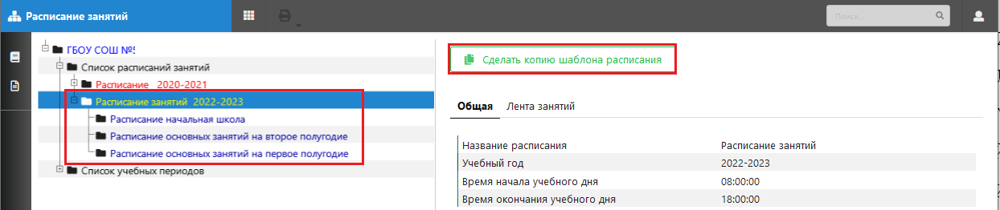 Расписание занятий
Поиск...
ГБОУ СОШ №
Список расписаний занятий
Расписание 2020-2021
Расписание занятий 2022-2023
Расписание начальная школа
Расписание основных занятий на второе полугодие
Расписание основных занятий на первое полугодие
Список учебных периодов
Сделать копию шаблона расписания
Общая Лента занятий
Название расписания Расписание занятий
Учебный год 2022-2023
Время начала учебного дня 08:00:00
Время окончания учебного дня 18:00:00